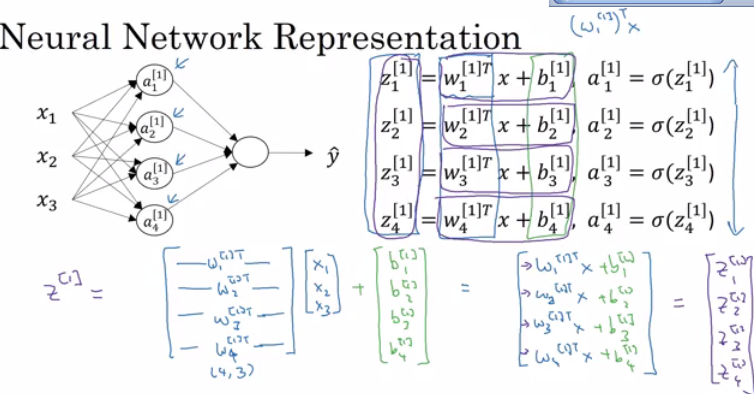 (w₁^[1])^T x
Neural Network Representation
x₁
x₂
x₃
a₁^[1]
a₂^[1]
a₃^[1]
a₄^[1]
ŷ
z₁^[1] = w₁^[1]T x + b₁^[1], a₁^[1] = σ(z₁^[1])
z₂^[1] = w₂^[1]T x + b₂^[1], a₂^[1] = σ(z₂^[1])
z₃^[1] = w₃^[1]T x + b₃^[1], a₃^[1] = σ(z₃^[1])
z₄^[1] = w₄^[1]T x + b₄^[1], a₄^[1] = σ(z₄^[1])
z^[1] = [— w₁^[1]T —] [x₁] + [b₁^[1]] = [→ w₁^[1]T x + b₁^[1]] = [z₁^[1]]
[— w₂^[1]T —] [x₂] [b₂^[1]] [→ w₂^[1]T x + b₂^[1]] [z₂^[1]]
[— w₃^[1]T —] [x₃] [b₃^[1]] [→ w₃^[1]T x + b₃^[1]] [z₃^[1]]
[— w₄^[1]T —] [b₄^[1]] [→ w₄^[1]T x + b₄^[1]] [z₄^[1]]
(4,3)